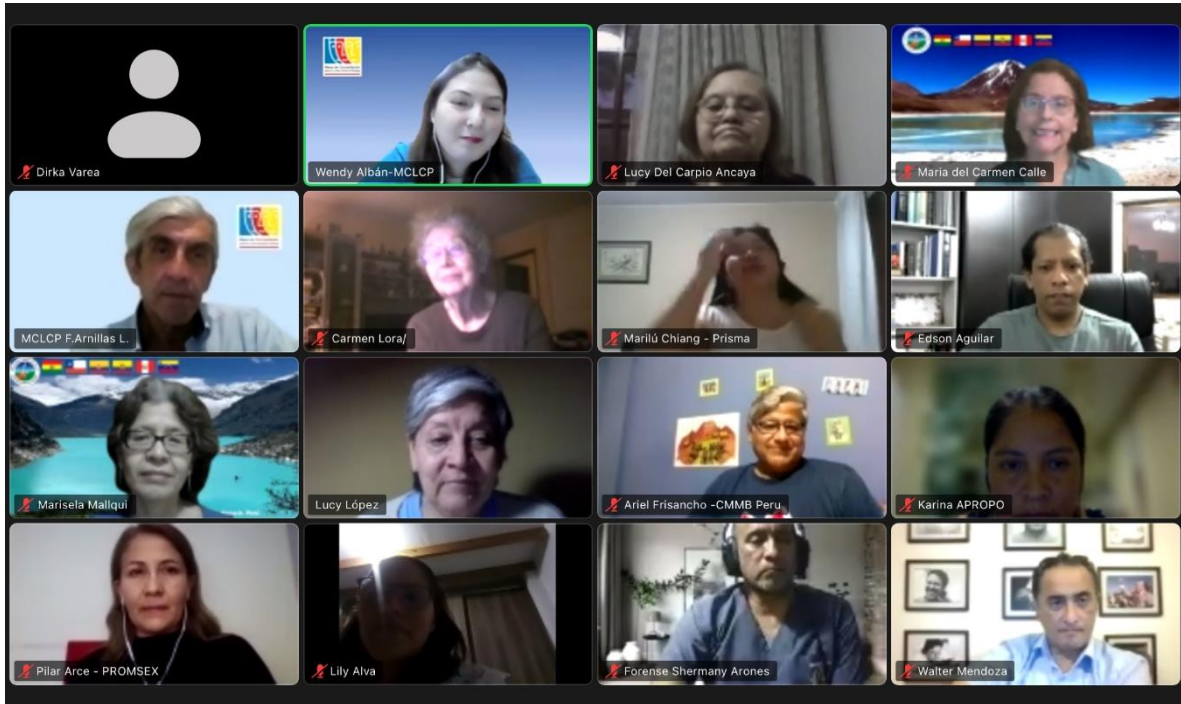 Dirka Varea
Wendy Albán-MCLCP
Lucy Del Carpio Ancaya
Maria del Carmen Calle
MCLCP F.Arnillas L.
Carmen Lora/
Marilú Chiang - Prisma
Edson Aguilar
Marisela Mallqui
Lucy López
Ariel Frisancho -CMMB Peru
Karina APROPO
Pilar Arce - PROMSEX
Lily Alva
Forense Shermany Arones
Walter Mendoza